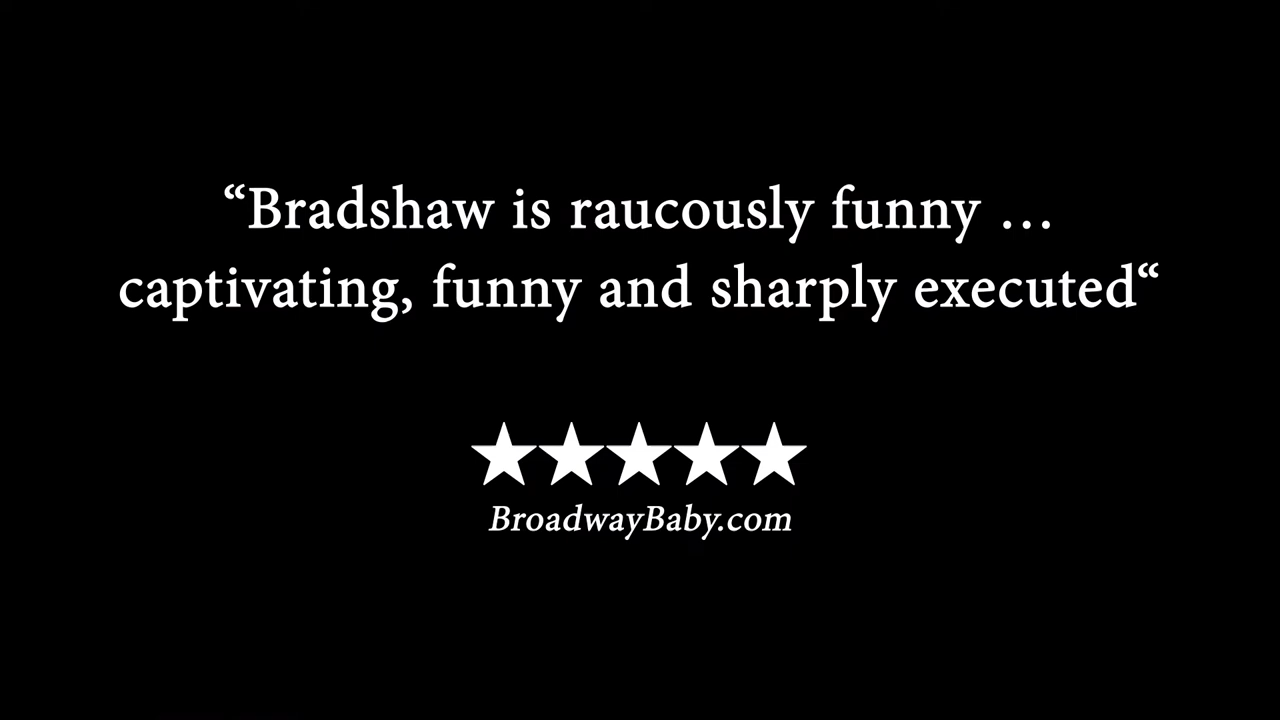 “Bradshaw is raucously funny …
captivating, funny and sharply executed“
★★★★★
BroadwayBaby.com